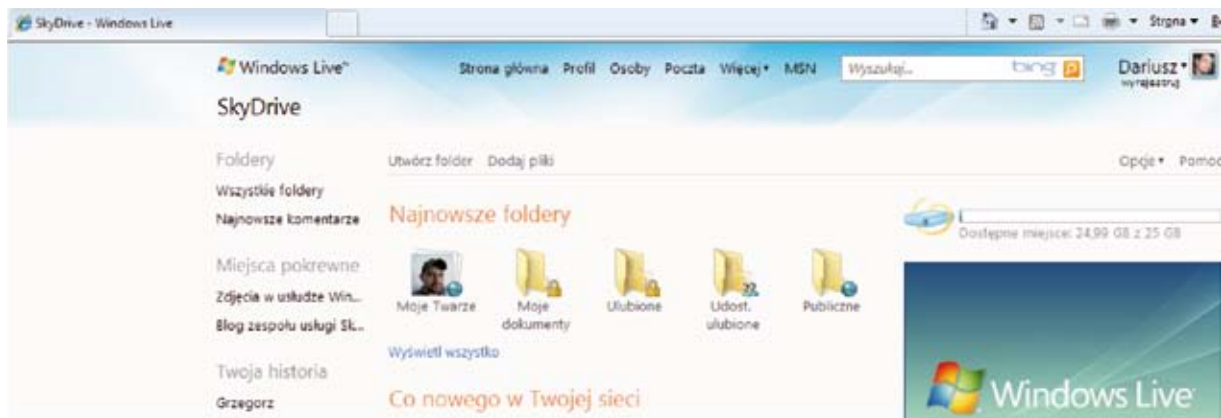 SkyDrive - Windows Live
Strona
Windows Live™
Strona główna Profil Osoby Poczta Więcej MSN
Wyszukaj...
bing
Dariusz
wyrejestruj
SkyDrive
Foldery
Wszystkie foldery
Najnowsze komentarze
Miejsca pokrewne
Zdjęcia w usłudze Win...
Blog zespołu usługi Sk...
Twoja historia
Grzegorz
Utwórz folder Dodaj pliki
Opcje Pomoc
Najnowsze foldery
Moje Twarze
Moje
dokumenty
Ulubione
Udost.
ulubione
Publiczne
Wyświetl wszystko
Co nowego w Twojej sieci
Dostępne miejsce: 24,99 GB z 25 GB
Windows Live